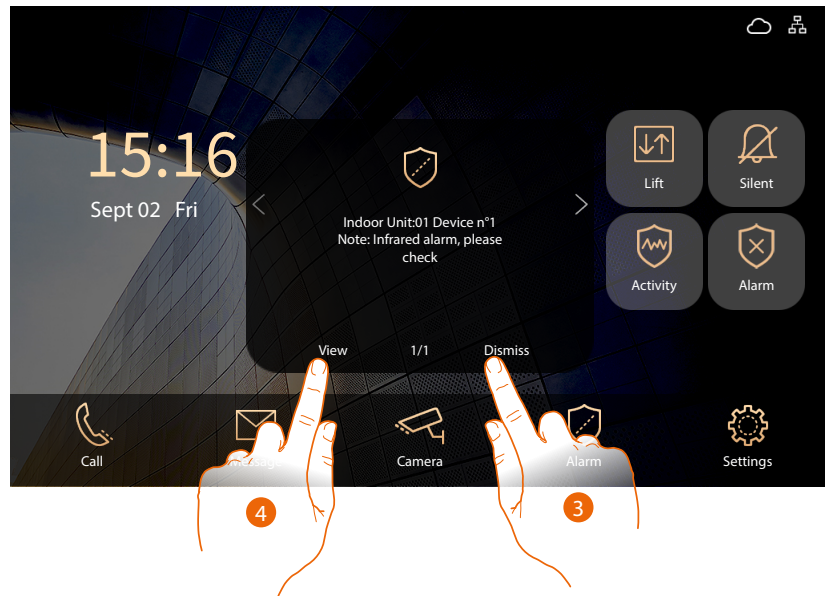 15:16
Sept 02 Fri
Indoor Unit:01 Device n°1
Note: Infrared alarm, please
check
View 1/1 Dismiss
Lift Silent
Activity Alarm
Call Message Camera Alarm Settings
4 3